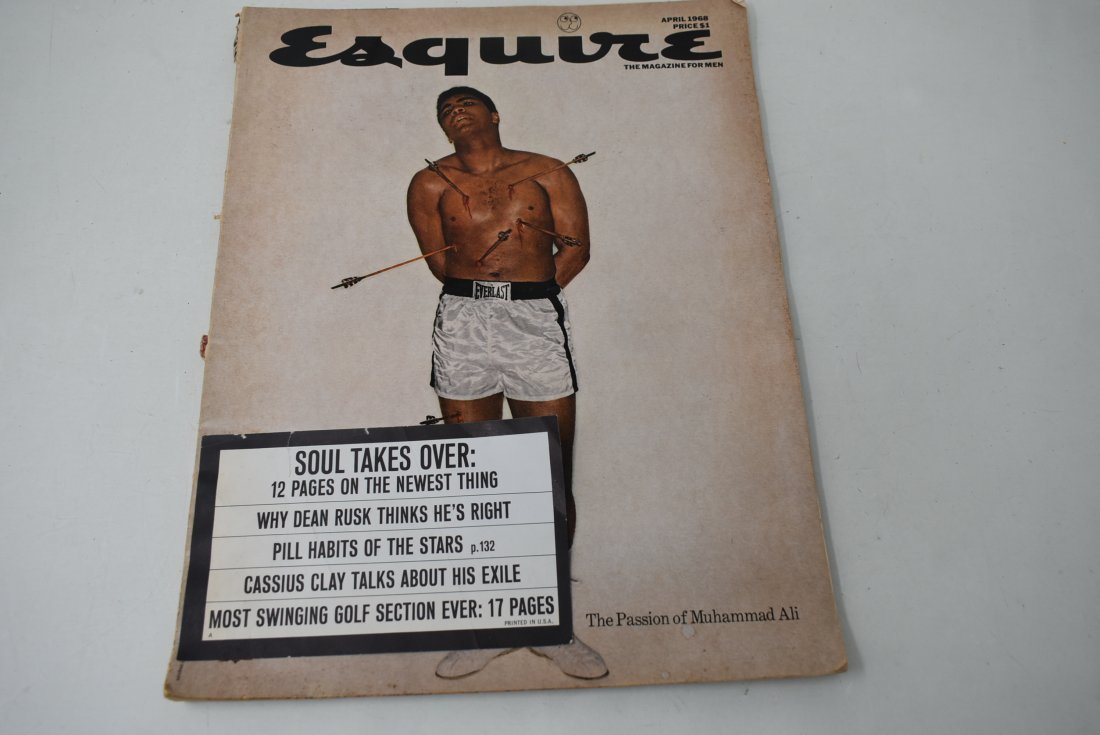 APRIL 1968
PRICE $1
Esquire
THE MAGAZINE FOR MEN
EVERLAST
SOUL TAKES OVER:
12 PAGES ON THE NEWEST THING
WHY DEAN RUSK THINKS HE'S RIGHT
PILL HABITS OF THE STARS p.132
CASSIUS CLAY TALKS ABOUT HIS EXILE
MOST SWINGING GOLF SECTION EVER: 17 PAGES
A
PRINTED IN U.S.A.
The Passion of Muhammad Ali